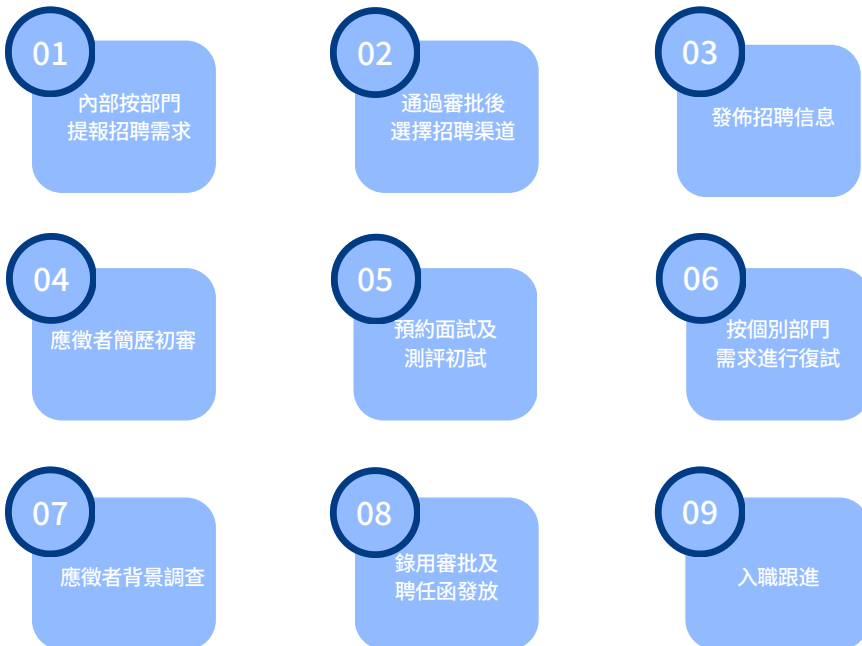 01
內部按部門
提報招聘需求
02
通過審批後
選擇招聘渠道
03
發佈招聘信息
04
應徵者簡歷初審
05
預約面試及
測評初試
06
按個別部門
需求進行復試
07
應徵者背景調查
08
錄用審批及
聘任函發放
09
入職跟進